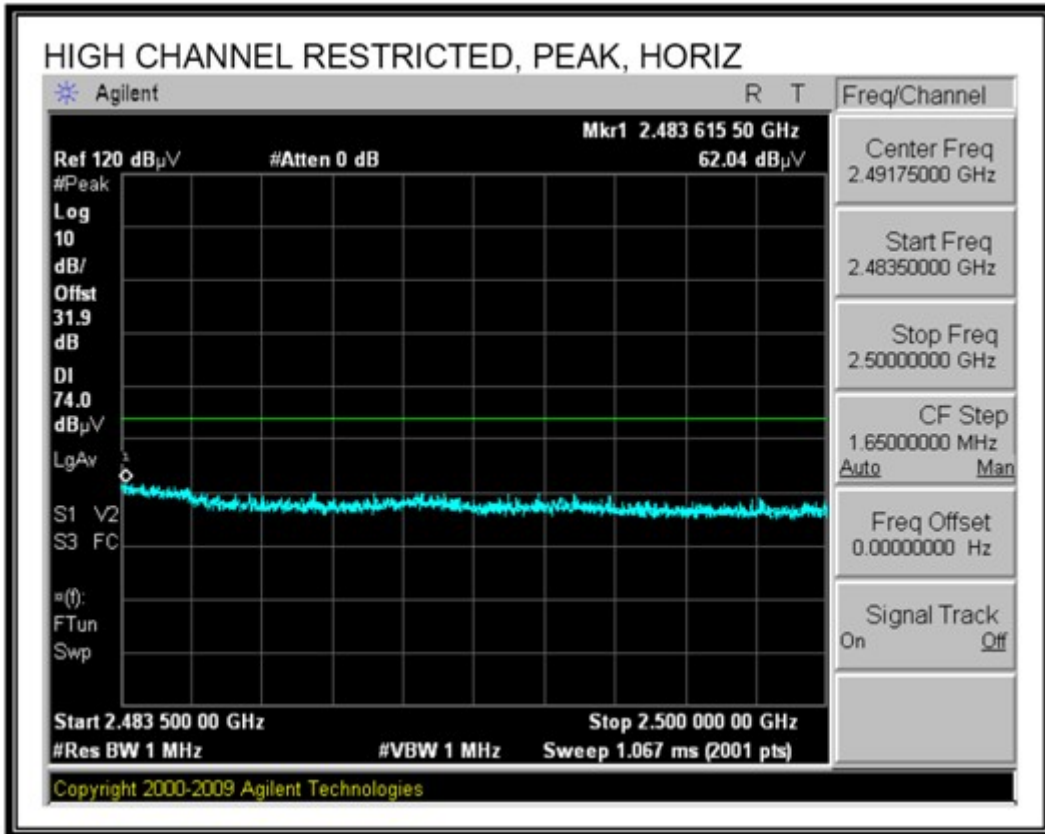 HIGH CHANNEL RESTRICTED, PEAK, HORIZ
Agilent R T
Freq/Channel
Mkr1 2.483 615 50 GHz
Ref 120 dBµV #Atten 0 dB 62.04 dBµV
#Peak
Log
10
dB/
Offst
31.9
dB
DI
74.0
dBµV
LgAv
1
S1 V2
S3 FC
¤(f):
FTun
Swp
Start 2.483 500 00 GHz Stop 2.500 000 00 GHz
#Res BW 1 MHz #VBW 1 MHz Sweep 1.067 ms (2001 pts)
Center Freq
2.49175000 GHz
Start Freq
2.48350000 GHz
Stop Freq
2.50000000 GHz
CF Step
1.65000000 MHz
Auto Man
Freq Offset
0.00000000 Hz
Signal Track
On Off
Copyright 2000-2009 Agilent Technologies